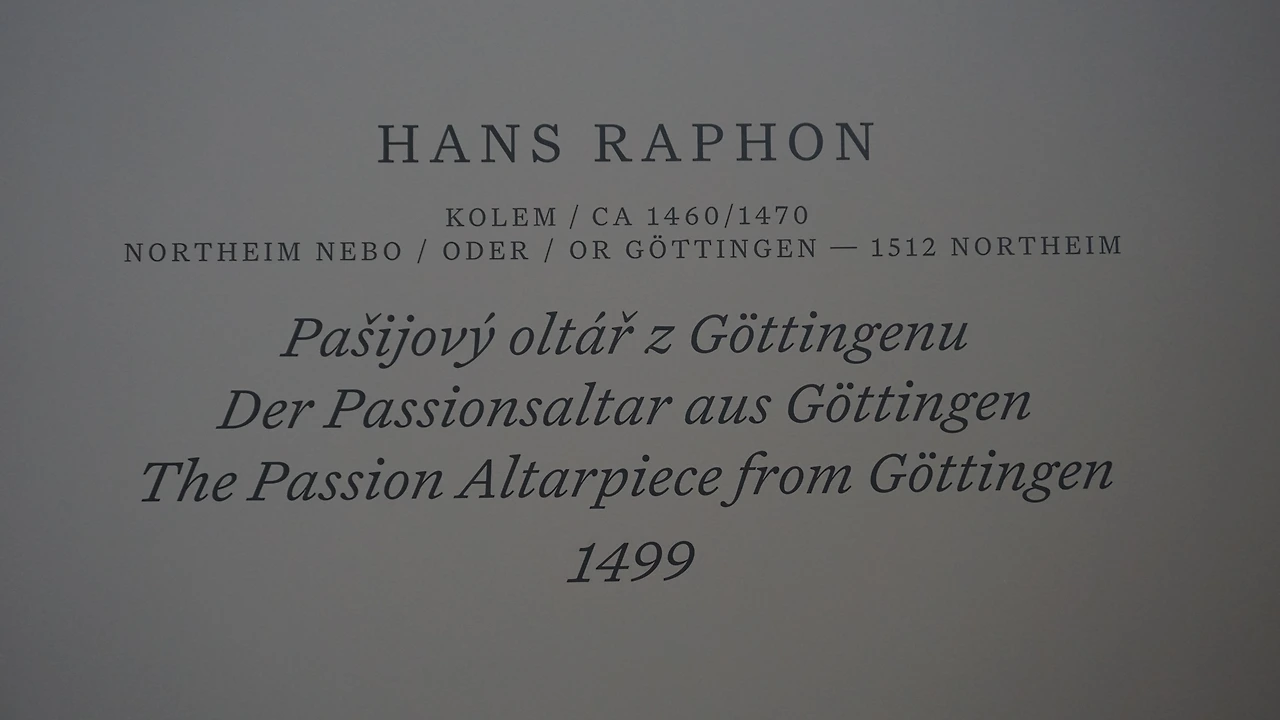 HANS RAPHON
KOLEM / CA 1460/1470
NORTHEIM NEBO / ODER / OR GÖTTINGEN — 1512 NORTHEIM
Pašijový oltář z Göttingenu
Der Passionsaltar aus Göttingen
The Passion Altarpiece from Göttingen
1499